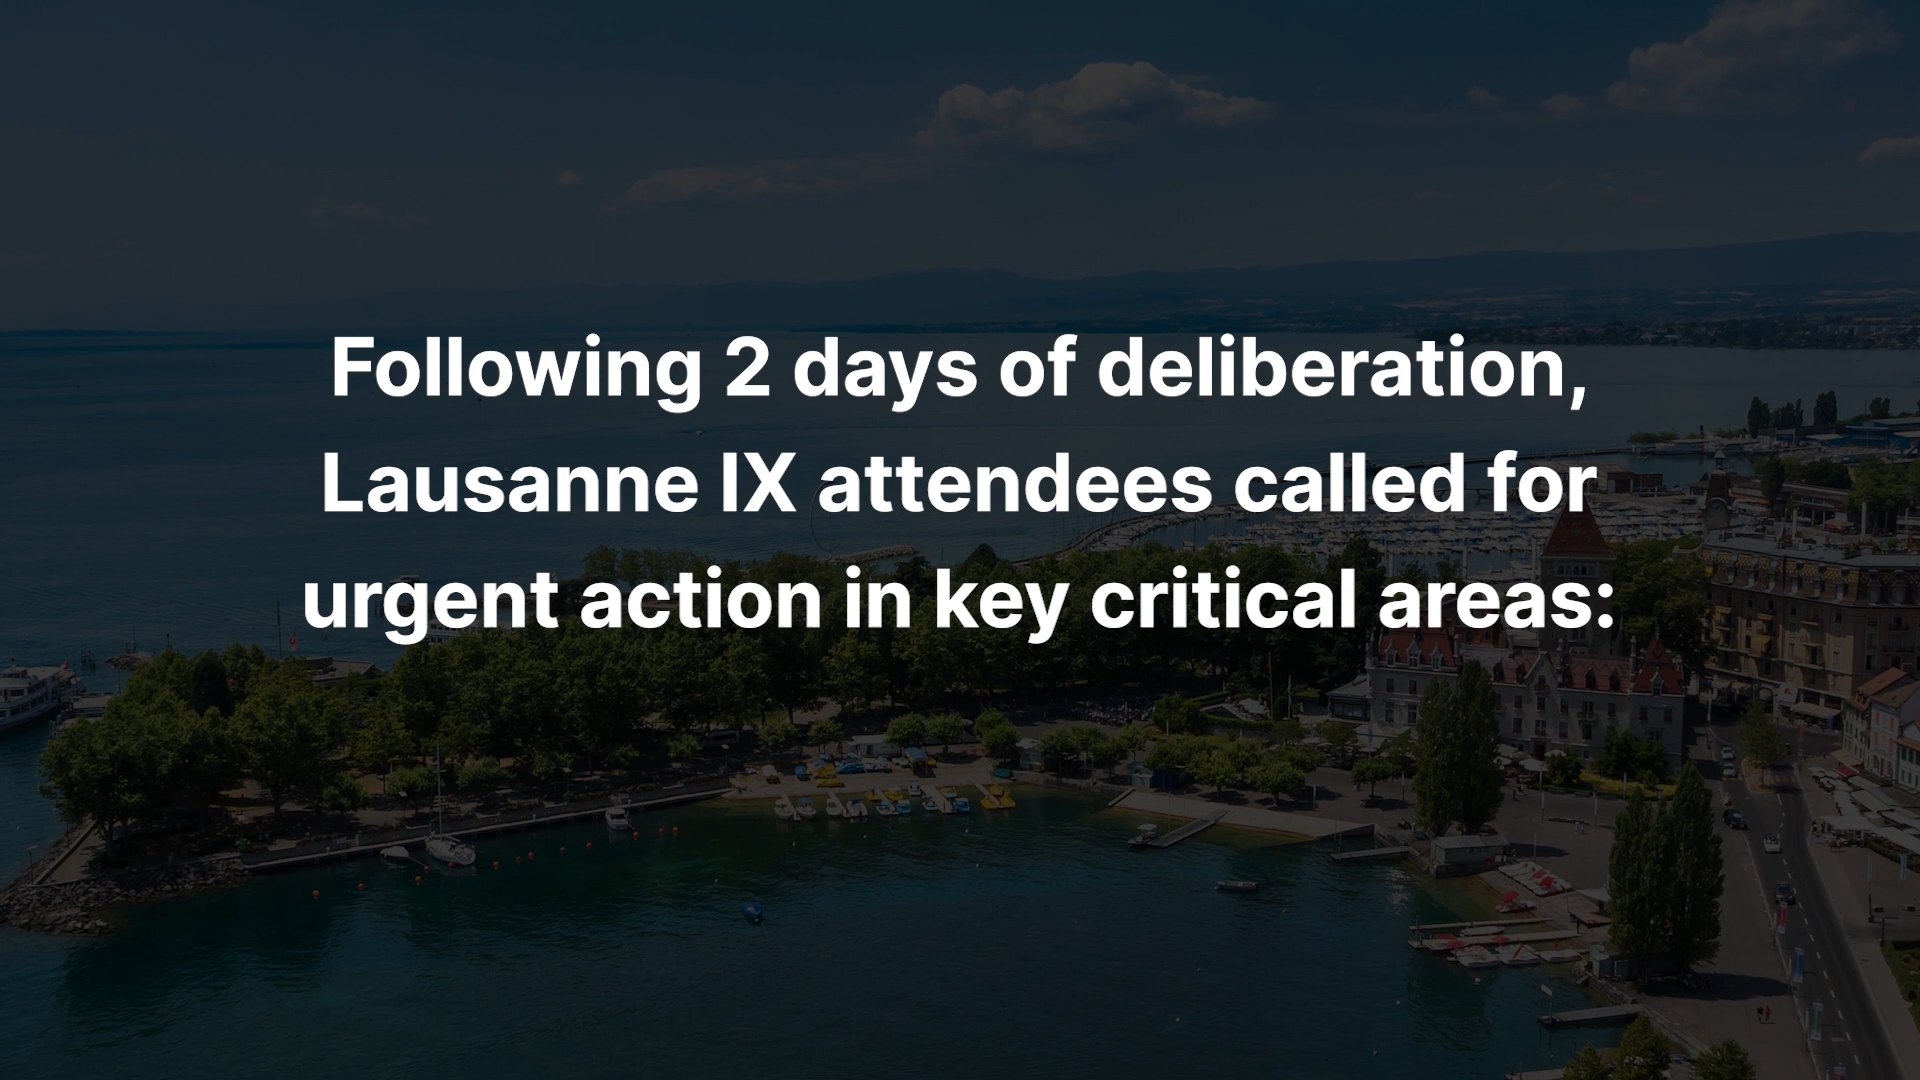 Following 2 days of deliberation,
Lausanne IX attendees called for
urgent action in key critical areas: